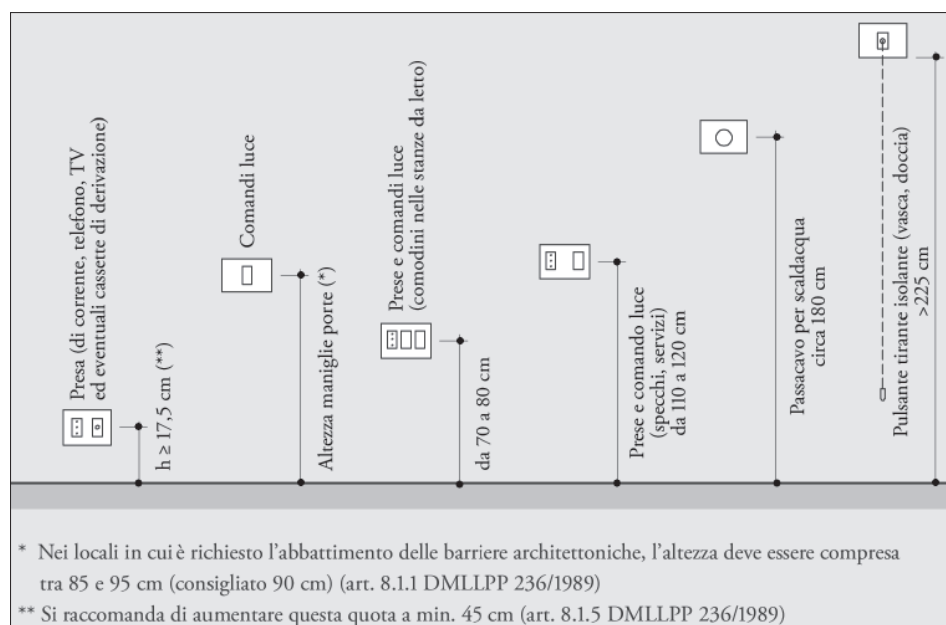 Presa (di corrente, telefono, TV
ed eventuali cassette di derivazione)
h ≥ 17,5 cm (**)
Comandi luce
Altezza maniglie porte (*)
Prese e comandi luce
(comodini nelle stanze da letto)
da 70 a 80 cm
Prese e comando luce
(specchi, servizi)
da 110 a 120 cm
Passacavo per scaldacqua
circa 180 cm
Pulsante tirante isolante (vasca, doccia)
>225 cm
* Nei locali in cui è richiesto l’abbattimento delle barriere architettoniche, l’altezza deve essere compresa
tra 85 e 95 cm (consigliato 90 cm) (art. 8.1.1 DMLLPP 236/1989)
** Si raccomanda di aumentare questa quota a min. 45 cm (art. 8.1.5 DMLLPP 236/1989)